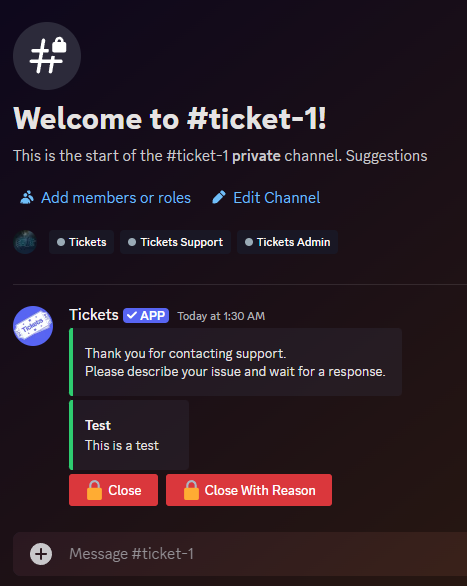 Welcome to #ticket-1!
This is the start of the #ticket-1 private channel. Suggestions
Add members or roles Edit Channel
Tickets Tickets Support Tickets Admin
Tickets
Tickets APP Today at 1:30 AM
Thank you for contacting support.
Please describe your issue and wait for a response.
Test
This is a test
Close Close With Reason
Message #ticket-1